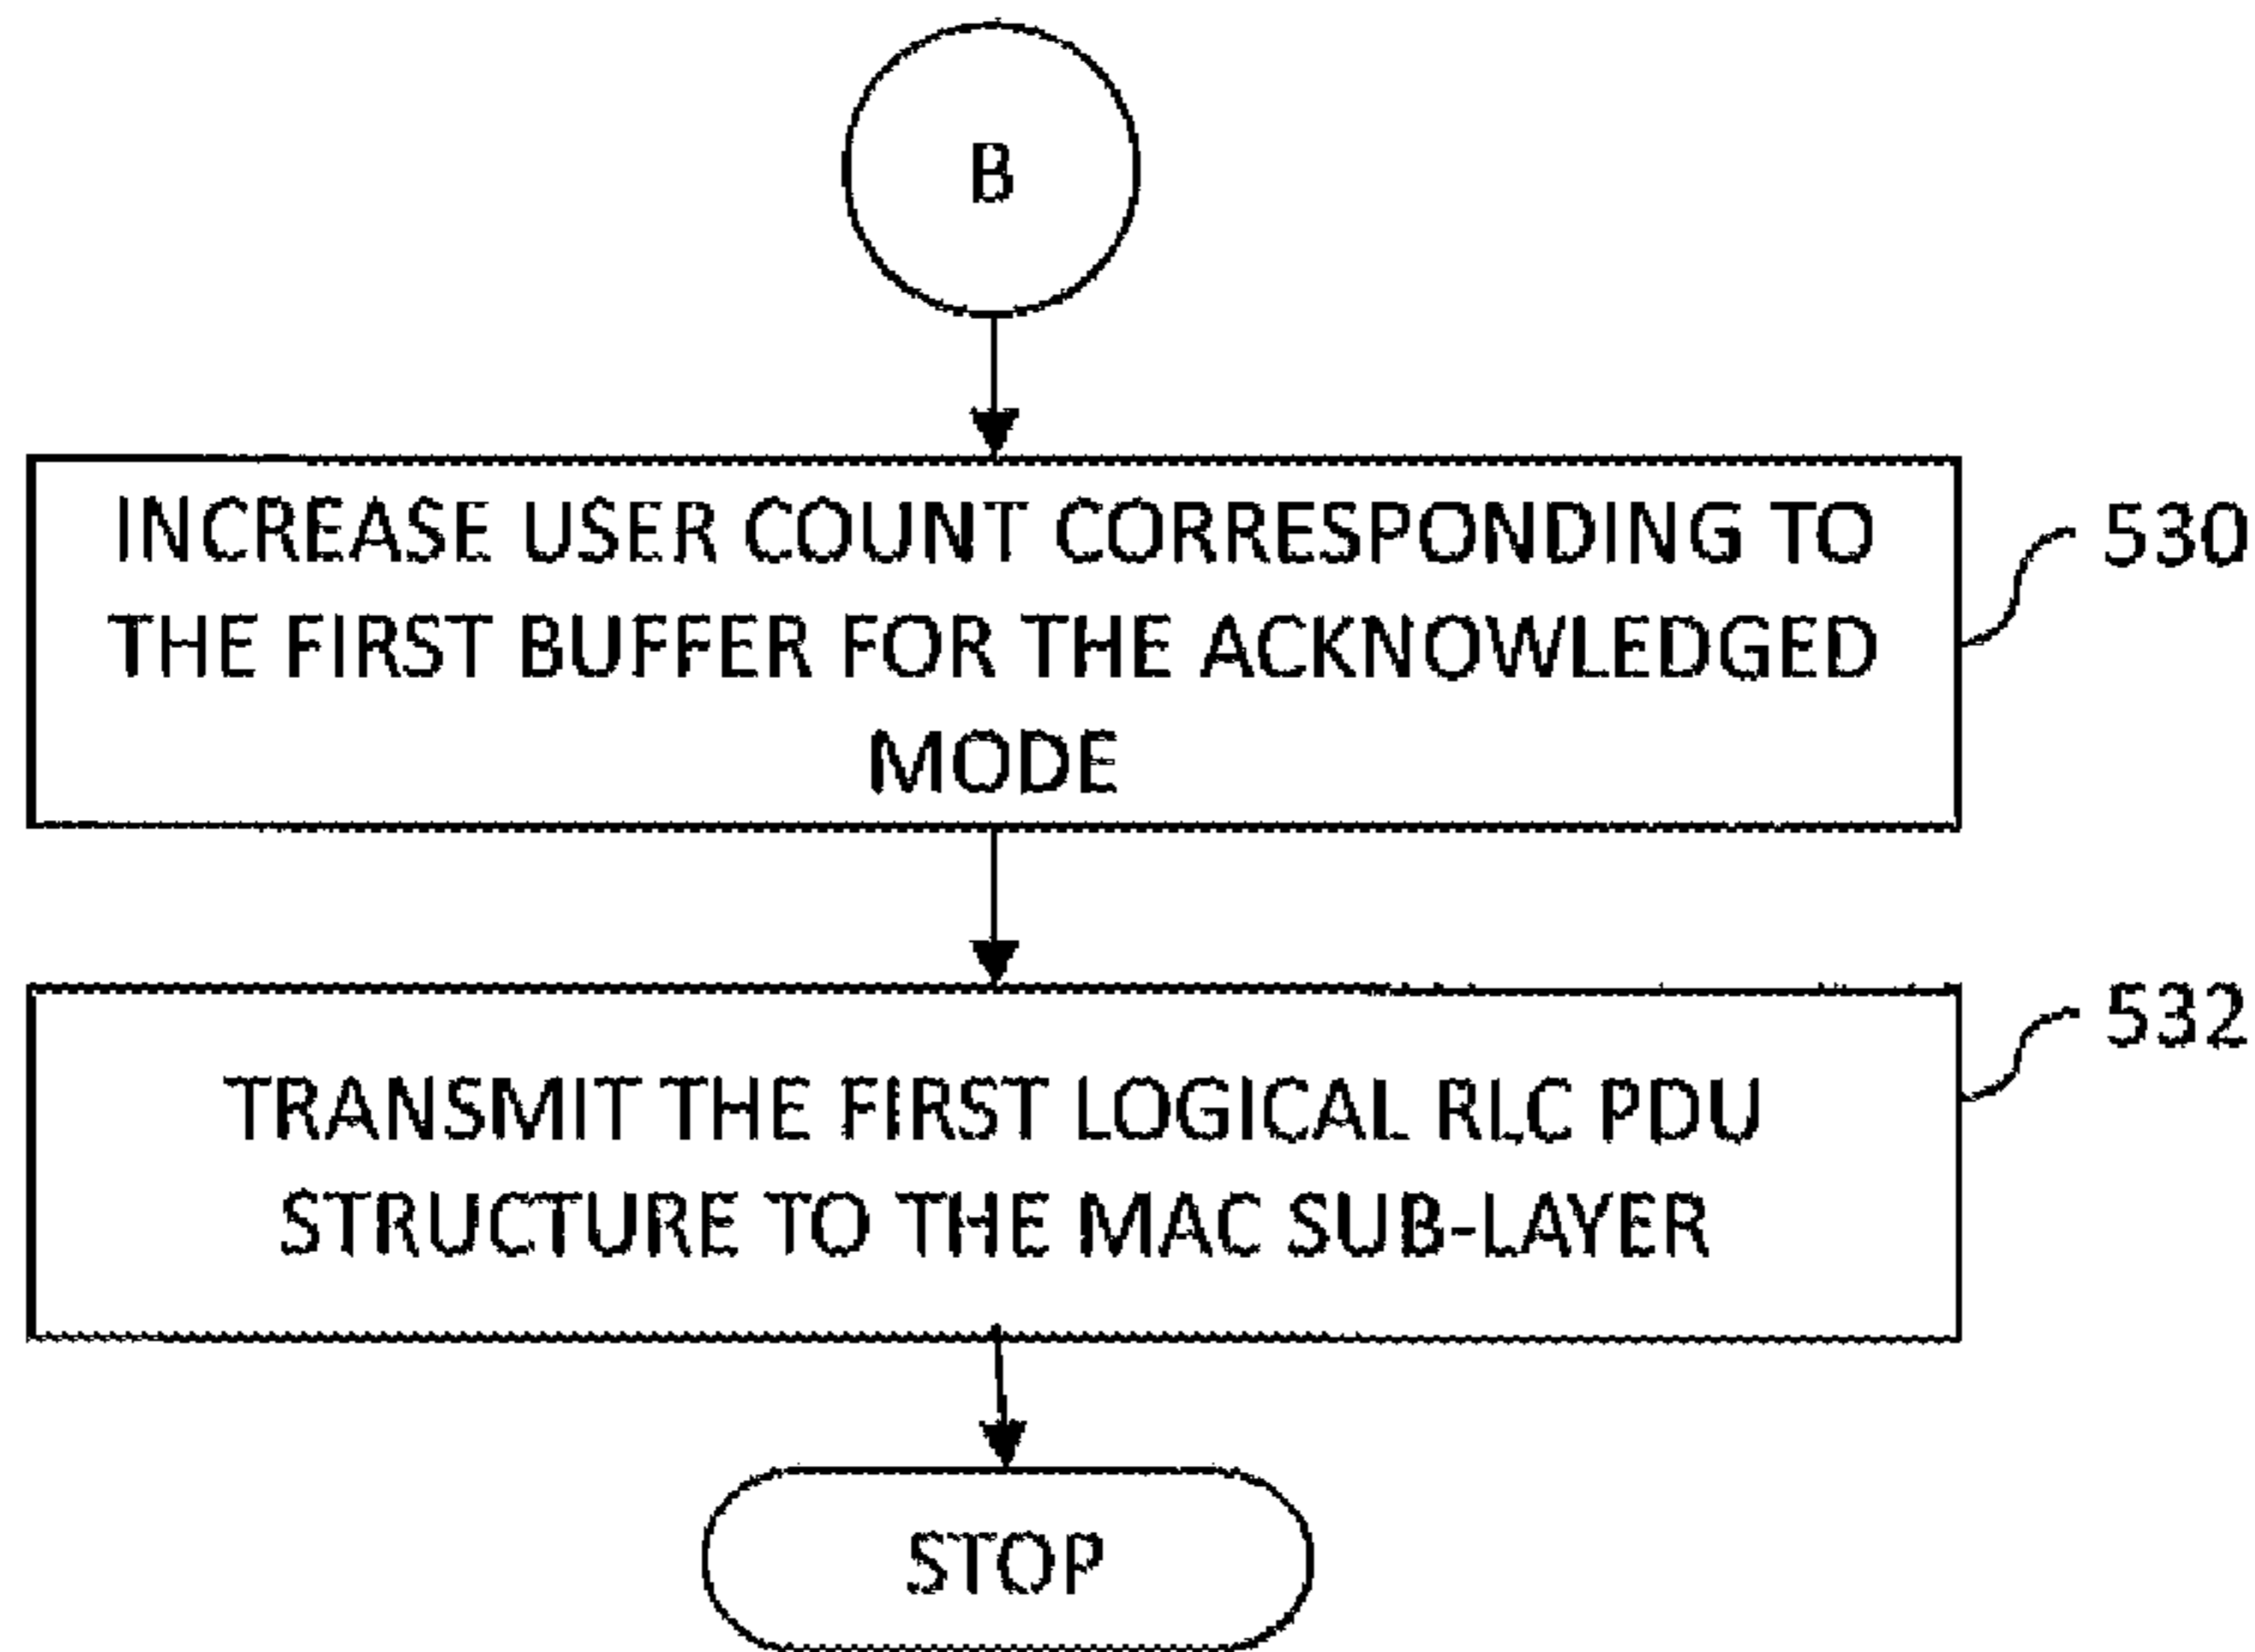 B
INCREASE USER COUNT CORRESPONDING TO
THE FIRST BUFFER FOR THE ACKNOWLEDGED
MODE
530
TRANSMIT THE FIRST LOGICAL RLC PDU
STRUCTURE TO THE MAC SUB-LAYER
532
STOP